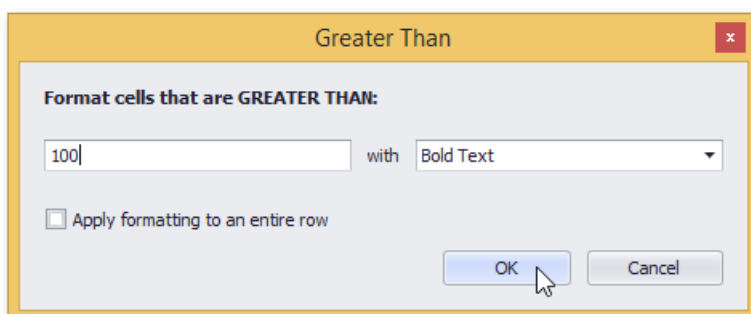 Greater Than
x
Format cells that are GREATER THAN:
100 with Bold Text
Apply formatting to an entire row
OK Cancel